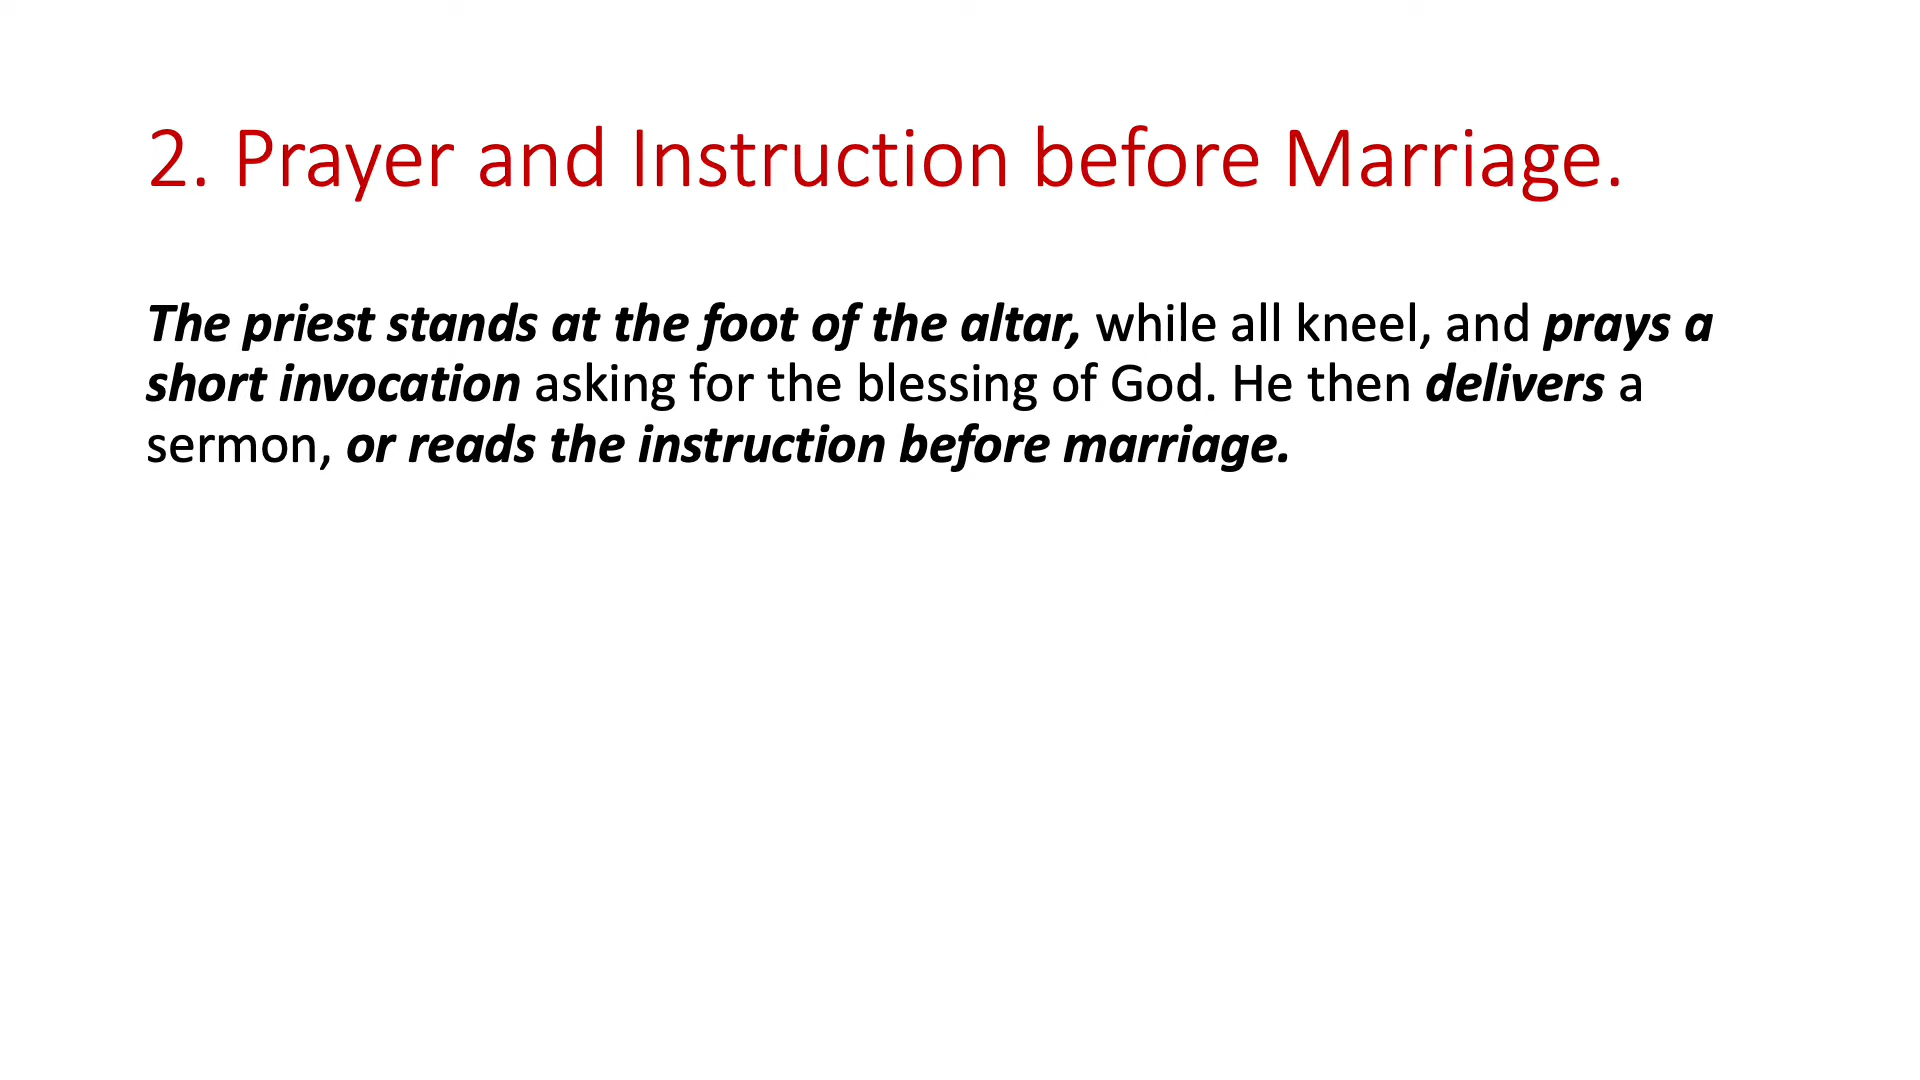 2. Prayer and Instruction before Marriage.
The priest stands at the foot of the altar, while all kneel, and prays a
short invocation asking for the blessing of God. He then delivers a
sermon, or reads the instruction before marriage.